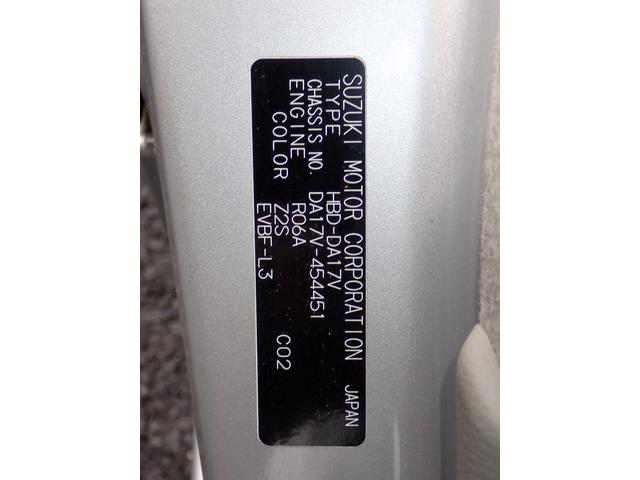 SUZUKI MOTOR CORPORATION JAPAN
TYPE HBD-DA17V
CHASSIS NO. DA17V-454451
ENGINE R06A
COLOR Z2S C02
EVBF-L3